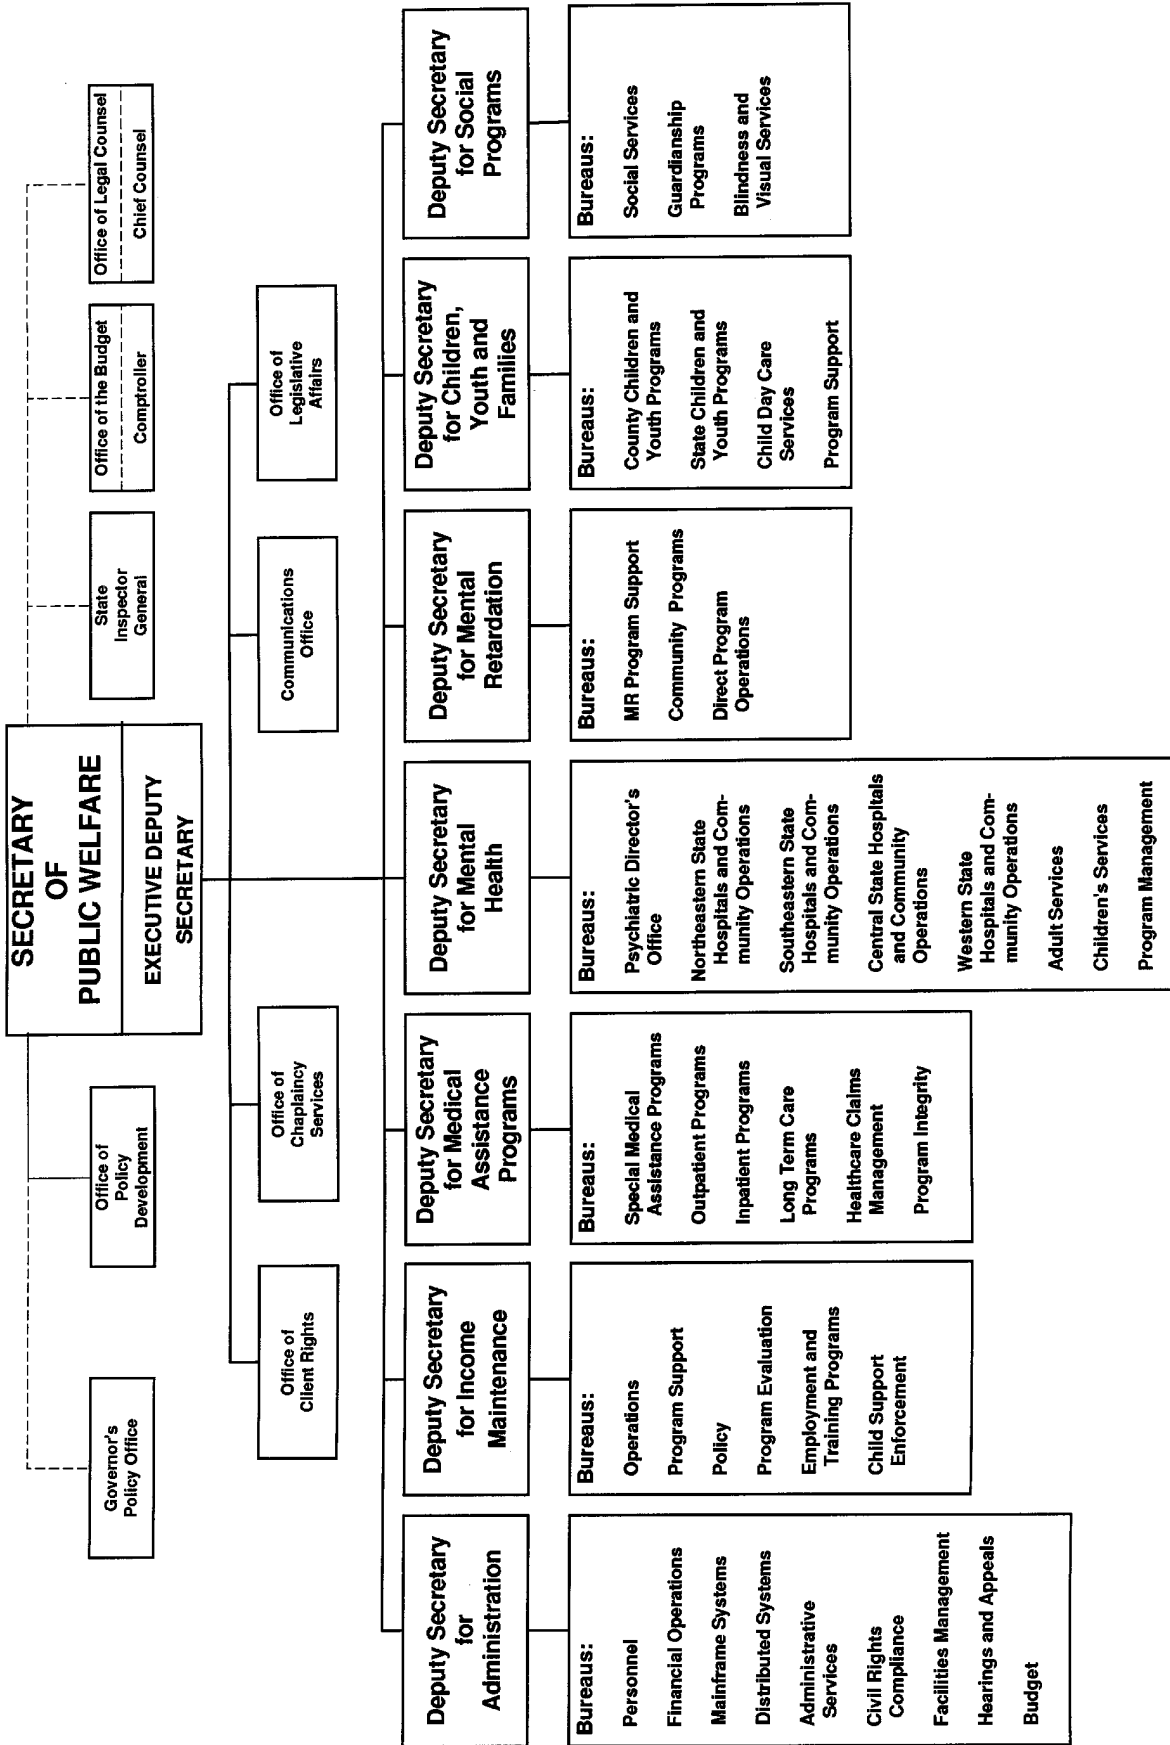 SECRETARY
OF
PUBLIC WELFARE
EXECUTIVE DEPUTY
SECRETARY
Governor's
Policy Office
Office of
Policy
Development
State
Inspector
General
Office of the Budget
Comptroller
Office of Legal Counsel
Chief Counsel
Office of
Client Rights
Office of
Chaplaincy
Services
Communications
Office
Office of
Legislative
Affairs
Deputy Secretary
for
Administration
Bureaus:
Personnel
Financial Operations
Mainframe Systems
Distributed Systems
Administrative
Services
Civil Rights
Compliance
Facilities Management
Hearings and Appeals
Budget
Deputy Secretary
for Income
Maintenance
Bureaus:
Operations
Program Support
Policy
Program Evaluation
Employment and
Training Programs
Child Support
Enforcement
Deputy Secretary
for Medical
Assistance
Programs
Bureaus:
Special Medical
Assistance Programs
Outpatient Programs
Inpatient Programs
Long Term Care
Programs
Healthcare Claims
Management
Program Integrity
Deputy Secretary
for Mental
Health
Bureaus:
Psychiatric Director's
Office
Northeastern State
Hospitals and Com-
munity Operations
Southeastern State
Hospitals and Com-
munity Operations
Central State Hospitals
and Community
Operations
Western State
Hospitals and Com-
munity Operations
Adult Services
Children's Services
Program Management
Deputy Secretary
for Mental
Retardation
Bureaus:
MR Program Support
Community Programs
Direct Program
Operations
Deputy Secretary
for Children,
Youth and
Families
Bureaus:
County Children and
Youth Programs
State Children and
Youth Programs
Child Day Care
Services
Program Support
Deputy Secretary
for Social
Programs
Bureaus:
Social Services
Guardianship
Programs
Blindness and
Visual Services